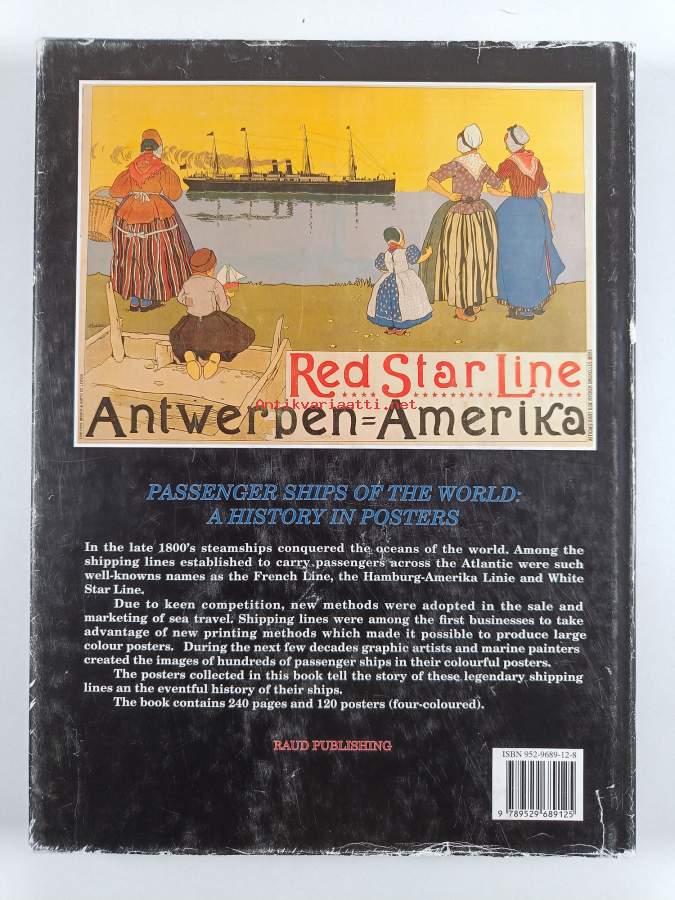 Red Star Line
Antwerpen=Amerika
Antikvariaatti.net
PASSENGER SHIPS OF THE WORLD:
A HISTORY IN POSTERS
In the late 1800's steamships conquered the oceans of the world. Among the
shipping lines established to carry passengers across the Atlantic were such
well-knowns names as the French Line, the Hamburg-Amerika Linie and White
Star Line.
Due to keen competition, new methods were adopted in the sale and
marketing of sea travel. Shipping lines were among the first businesses to take
advantage of new printing methods which made it possible to produce large
colour posters. During the next few decades graphic artists and marine painters
created the images of hundreds of passenger ships in their colourful posters.
The posters collected in this book tell the story of these legendary shipping
lines an the eventful history of their ships.
The book contains 240 pages and 120 posters (four-coloured).
RAUD PUBLISHING
ISBN 952-9689-12-8
9 789529 689125